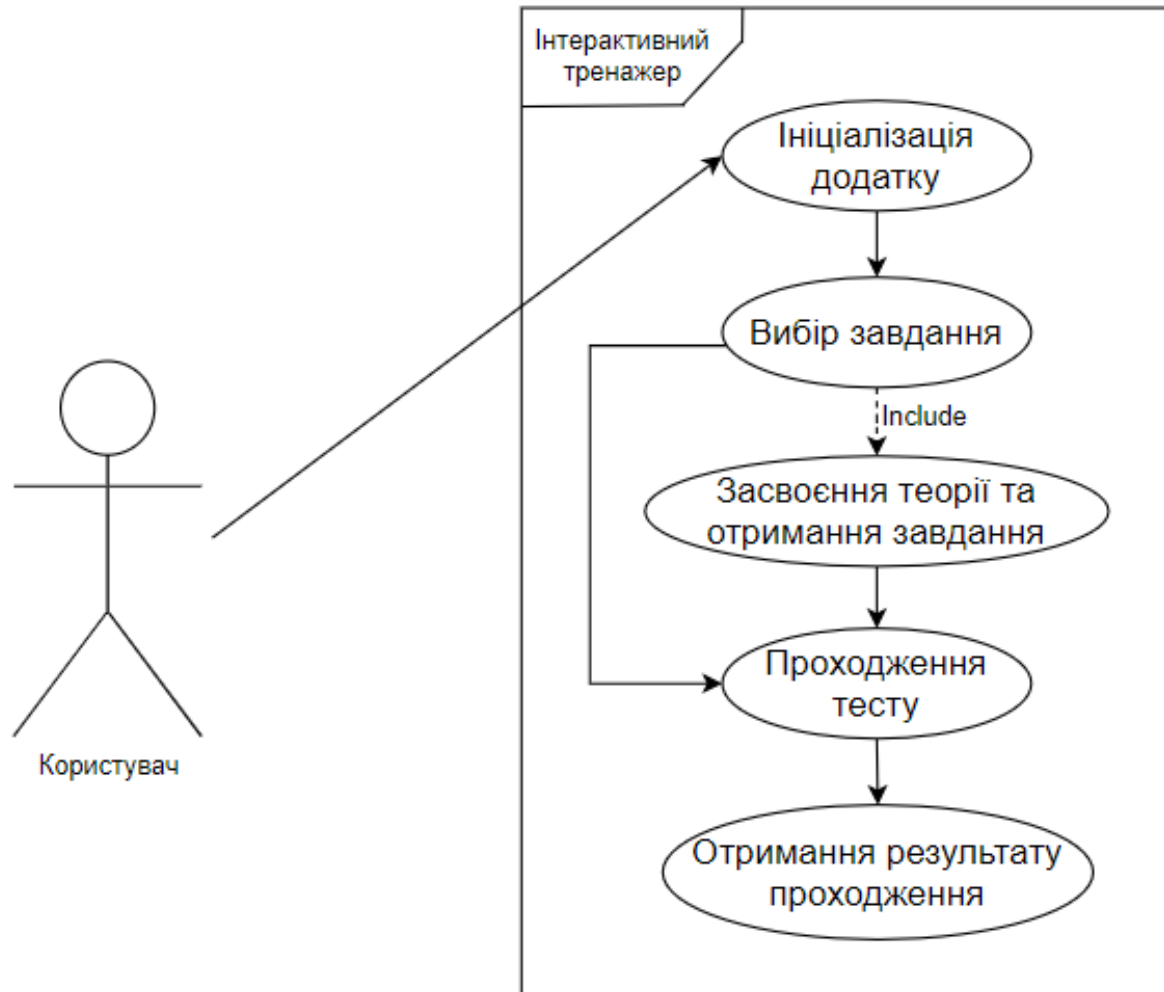 Інтерактивний
тренажер
Ініціалізація
додатку
Вибір завдання
Include
Засвоєння теорії та
отримання завдання
Проходження
тесту
Користувач
Отримання результату
проходження